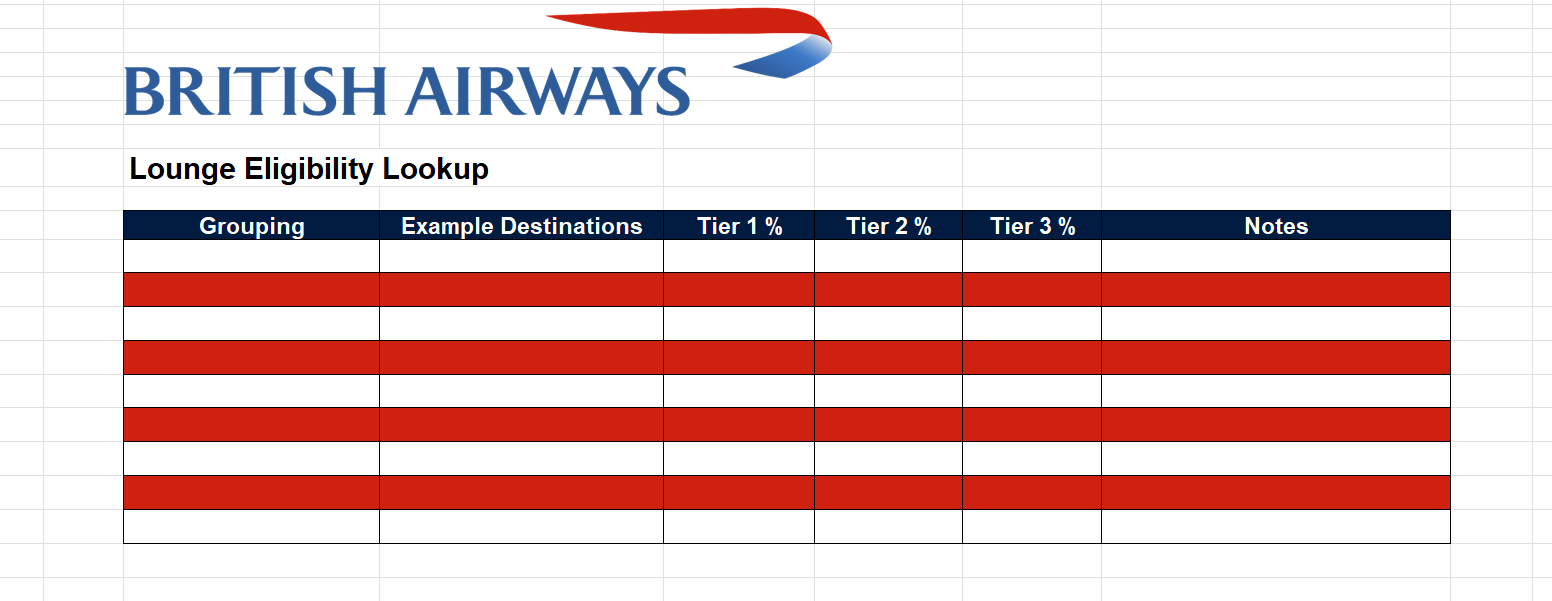 BRITISH AIRWAYS
Lounge Eligibility Lookup
Grouping Example Destinations Tier 1 % Tier 2 % Tier 3 % Notes